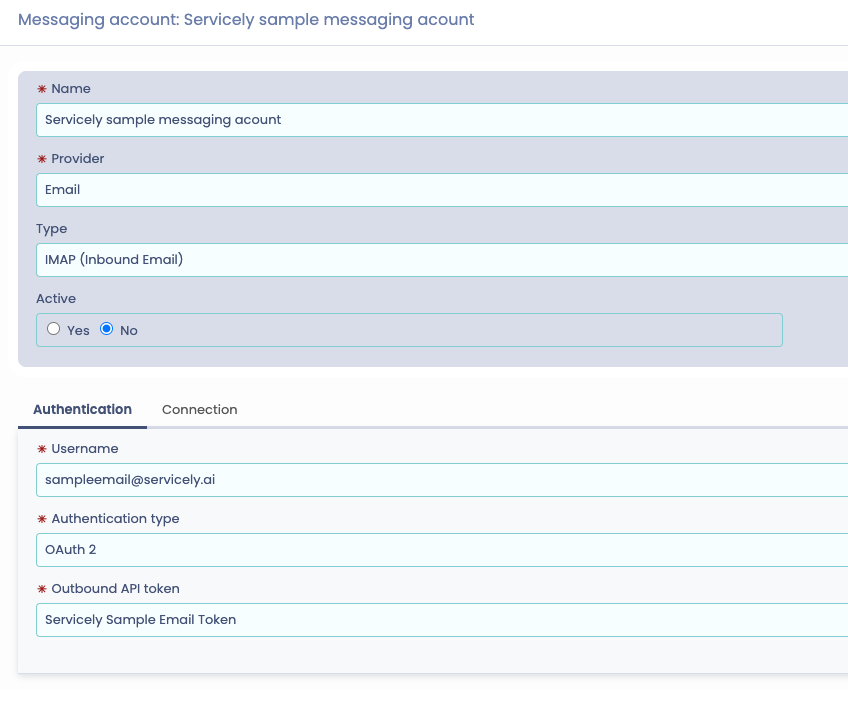 Messaging account: Servicely sample messaging acount
✳ Name
Servicely sample messaging acount
✳ Provider
Email
Type
IMAP (Inbound Email)
Active
Yes No
Authentication Connection
✳ Username
sampleemail@servicely.ai
✳ Authentication type
OAuth 2
✳ Outbound API token
Servicely Sample Email Token